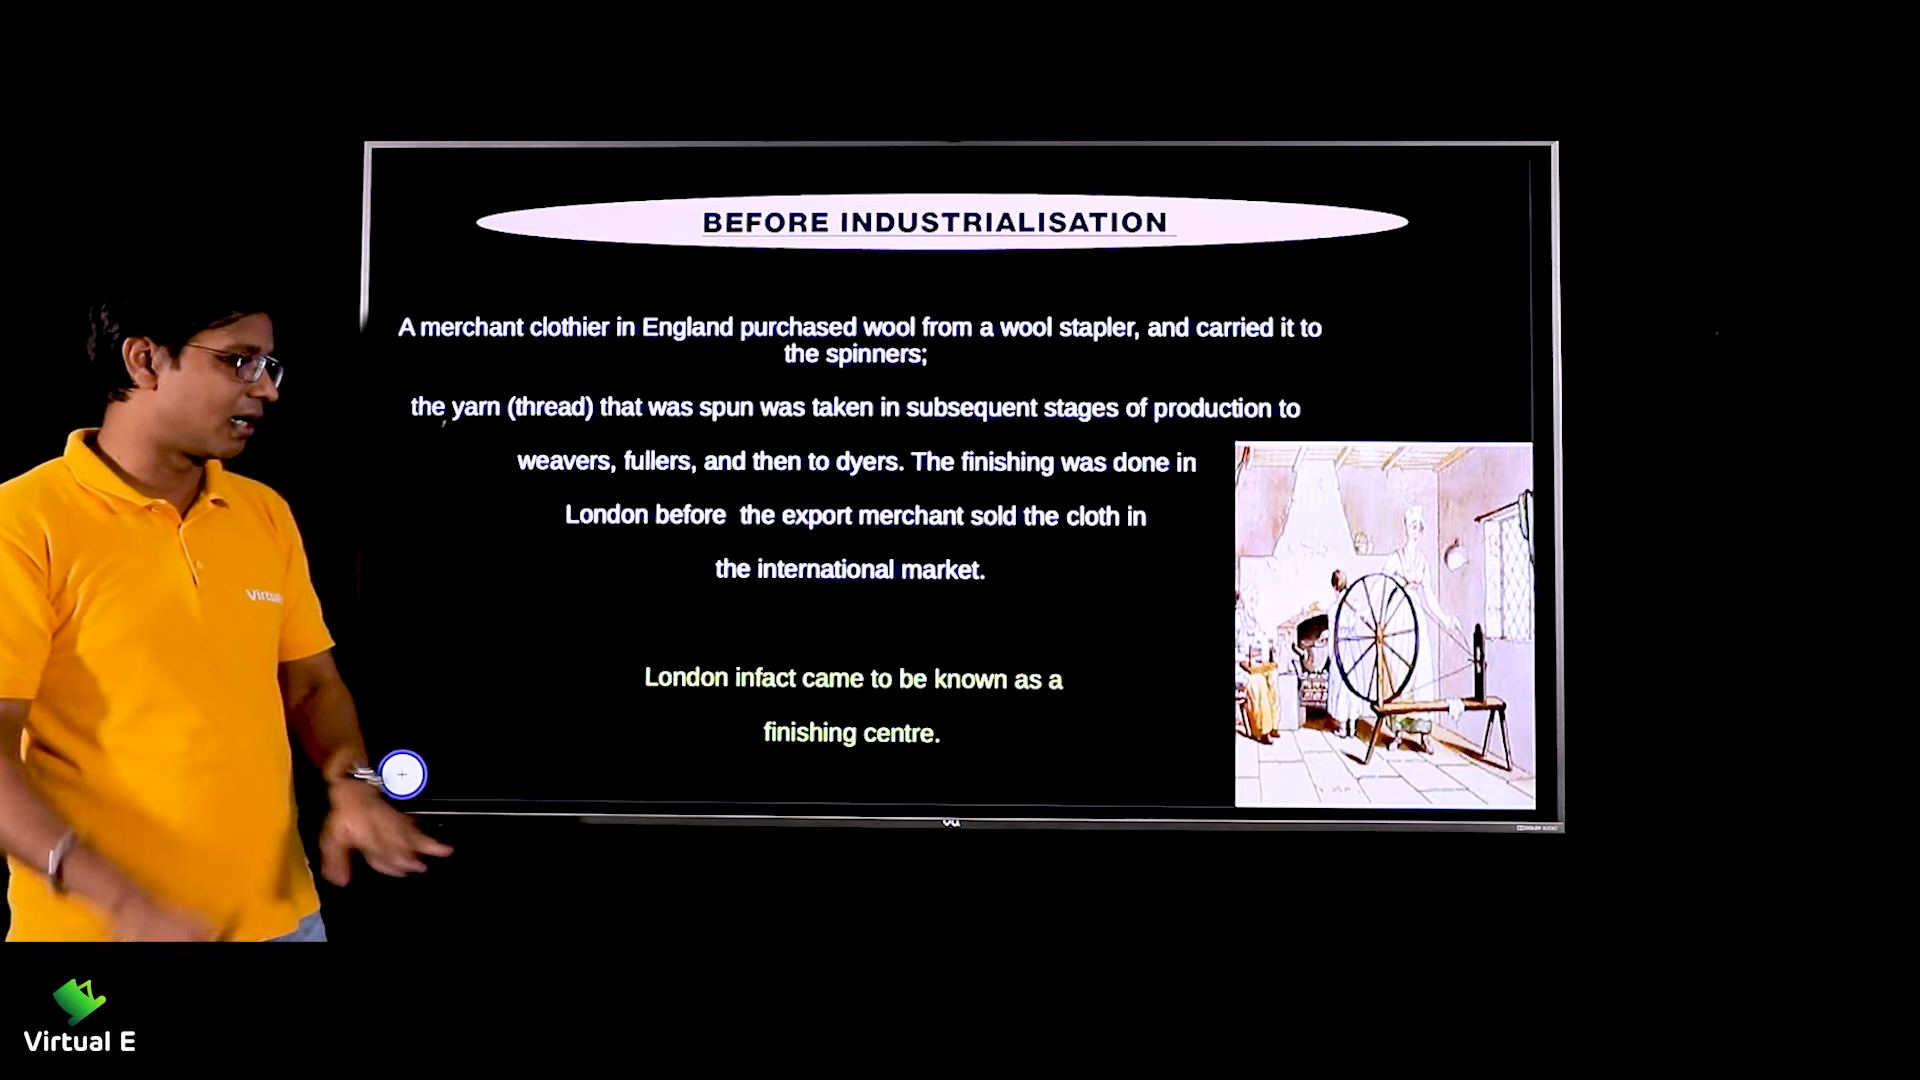 BEFORE INDUSTRIALISATION
A merchant clothier in England purchased wool from a wool stapler, and carried it to
the spinners;
the yarn (thread) that was spun was taken in subsequent stages of production to
weavers, fullers, and then to dyers. The finishing was done in
London before the export merchant sold the cloth in
the international market.
London infact came to be known as a
finishing centre.
Virtual E